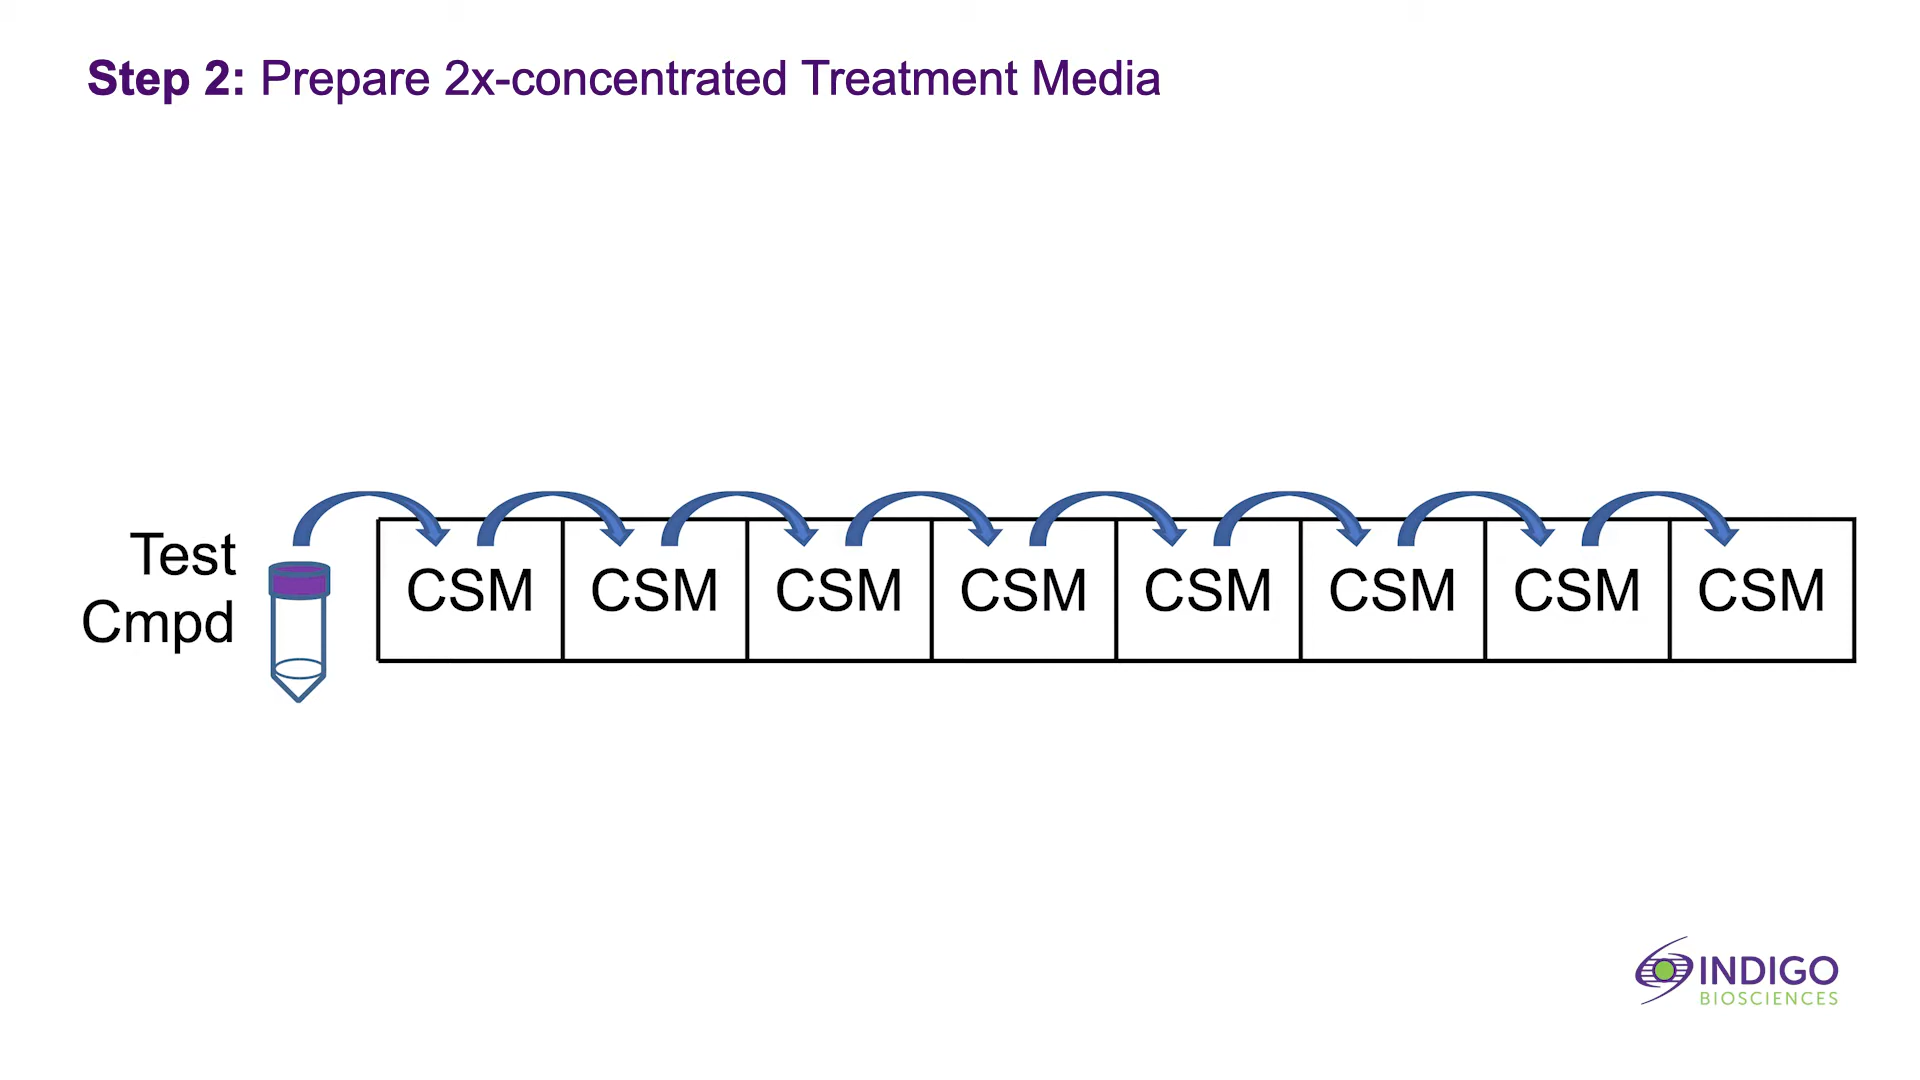 Step 2: Prepare 2x-concentrated Treatment Media
Test
Cmpd
CSM CSM CSM CSM CSM CSM CSM CSM
INDIGO
BIOSCIENCES